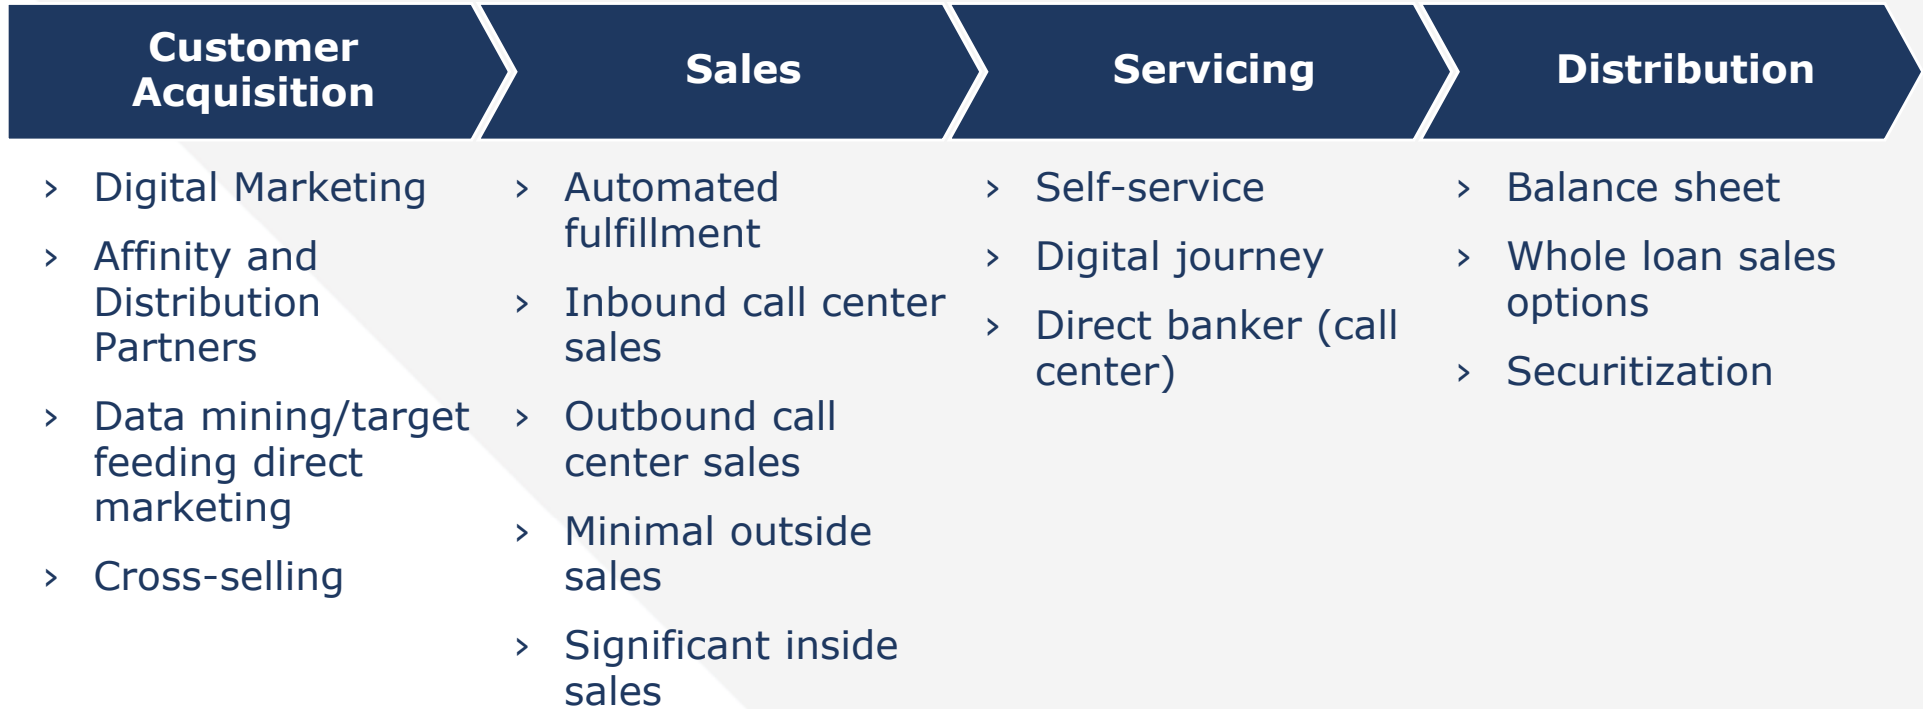 Customer
Acquisition
Sales
Servicing
Distribution
› Digital Marketing
› Affinity and
Distribution
Partners
› Data mining/target
feeding direct
marketing
› Cross-selling
› Automated
fulfillment
› Inbound call center
sales
› Outbound call
center sales
› Minimal outside
sales
› Significant inside
sales
› Self-service
› Digital journey
› Direct banker (call
center)
› Balance sheet
› Whole loan sales
options
› Securitization